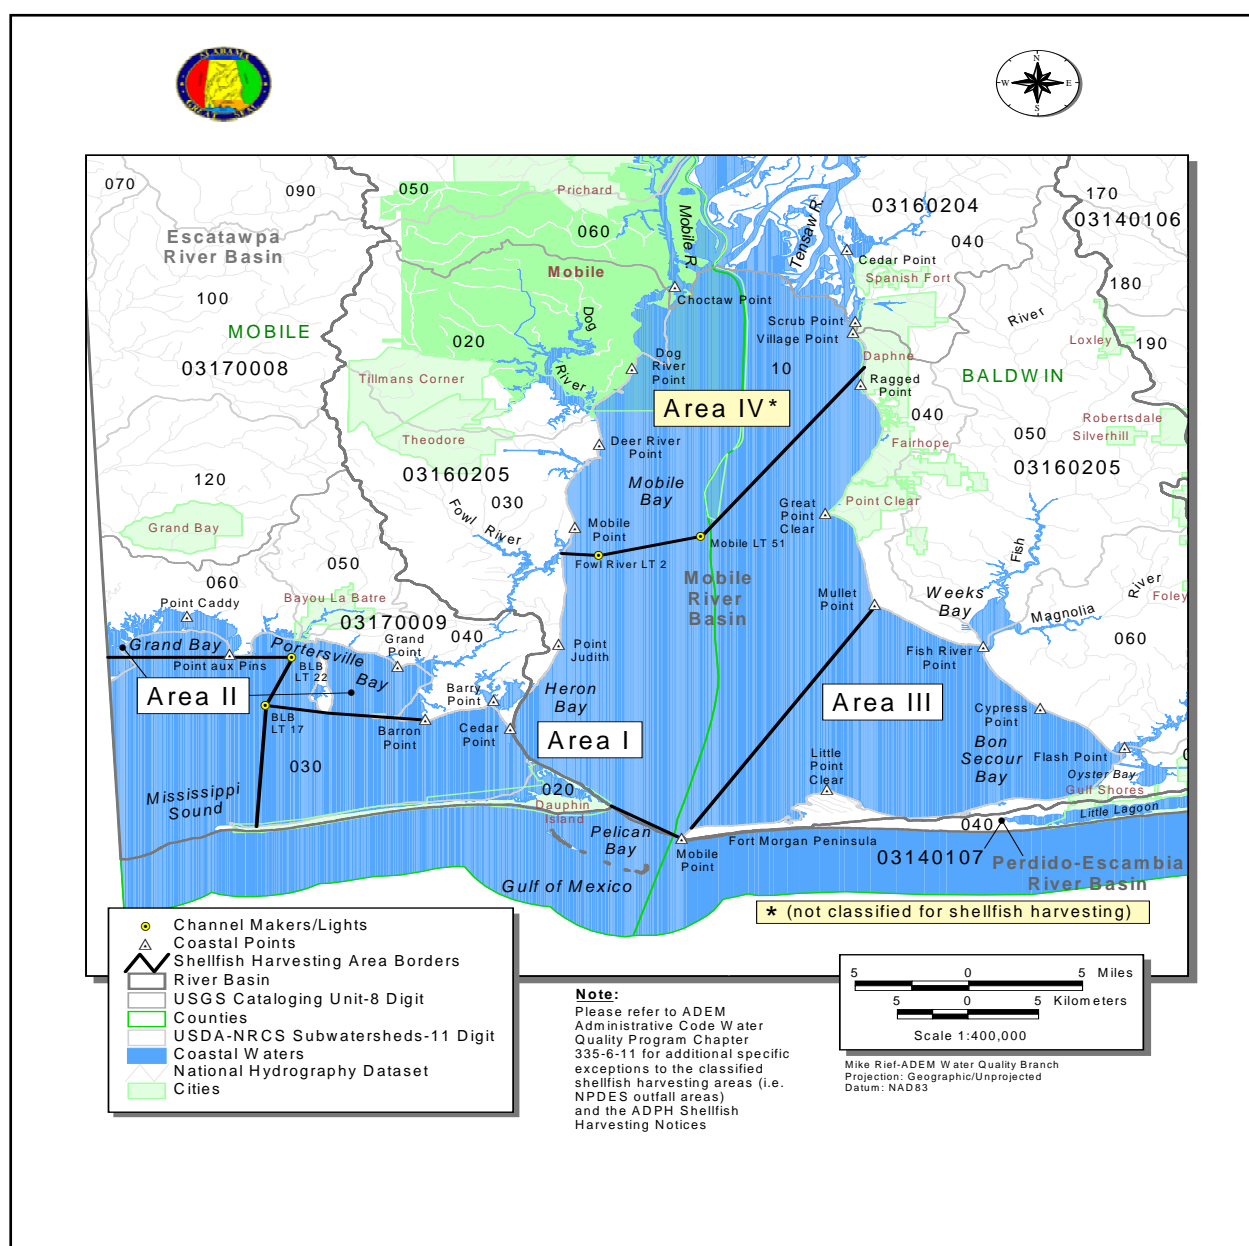 ALABAMA
GREAT SEAL
N
W
E
S
070
090
050
Prichard
060
Mobile R.
Tensaw R.
03160204
170
03140106
040
Cedar Point
Spanish Fort
180
Escatawpa
River Basin
Mobile
Choctaw Point
100
MOBILE
03170008
020
Dog
River
Dog
River
Point
Scrub Point
Village Point
10
Daphne
Ragged
Point
River
Loxley
190
BALDWIN
Tillmans Corner
Area IV*
040
Robertsdale
Silverhill
Theodore
Deer River
Point
Fairhope
050
03160205
03160205
120
030
Mobile
Bay
Grand Bay
Fowl River
Mobile
Point
Great
Point
Clear
Point Clear
Mobile LT 51
Fowl River LT 2
Fish
050
060
Bayou La Batre
Mobile
River
Basin
Mullet
Point
Weeks
Bay
Magnolia
River
Foley
Point Caddy
03170009
040
Grand
Point
060
Grand Bay
Portersville
Bay
Point aux Pins
BLB
LT 22
Point
Judith
Fish River
Point
Area II
Barry
Point
Heron
Bay
Area III
BLB
LT 17
Barron
Point
Cedar
Point
Area I
Cypress
Point
Bon
Secour
Bay
Flash Point
030
Little
Point
Clear
Oyster Bay
Gulf Shores
Mississippi
Sound
020
Dauphin
Island
Little Lagoon
Pelican
Bay
Mobile
Point
Fort Morgan Peninsula
040
03140107
Perdido-Escambia
River Basin
Gulf of Mexico
* (not classified for shellfish harvesting)
Channel Makers/Lights
Coastal Points
Shellfish Harvesting Area Borders
River Basin
USGS Cataloging Unit-8 Digit
Counties
USDA-NRCS Subwatersheds-11 Digit
Coastal Waters
National Hydrography Dataset
Cities
Note:
Please refer to ADEM
Administrative Code Water
Quality Program Chapter
335-6-11 for additional specific
exceptions to the classified
shellfish harvesting areas (i.e.
NPDES outfall areas)
and the ADPH Shellfish
Harvesting Notices
5 0 5 Miles
5 0 5 Kilometers
Scale 1:400,000
Mike Rief-ADEM Water Quality Branch
Projection: Geographic/Unprojected
Datum: NAD83